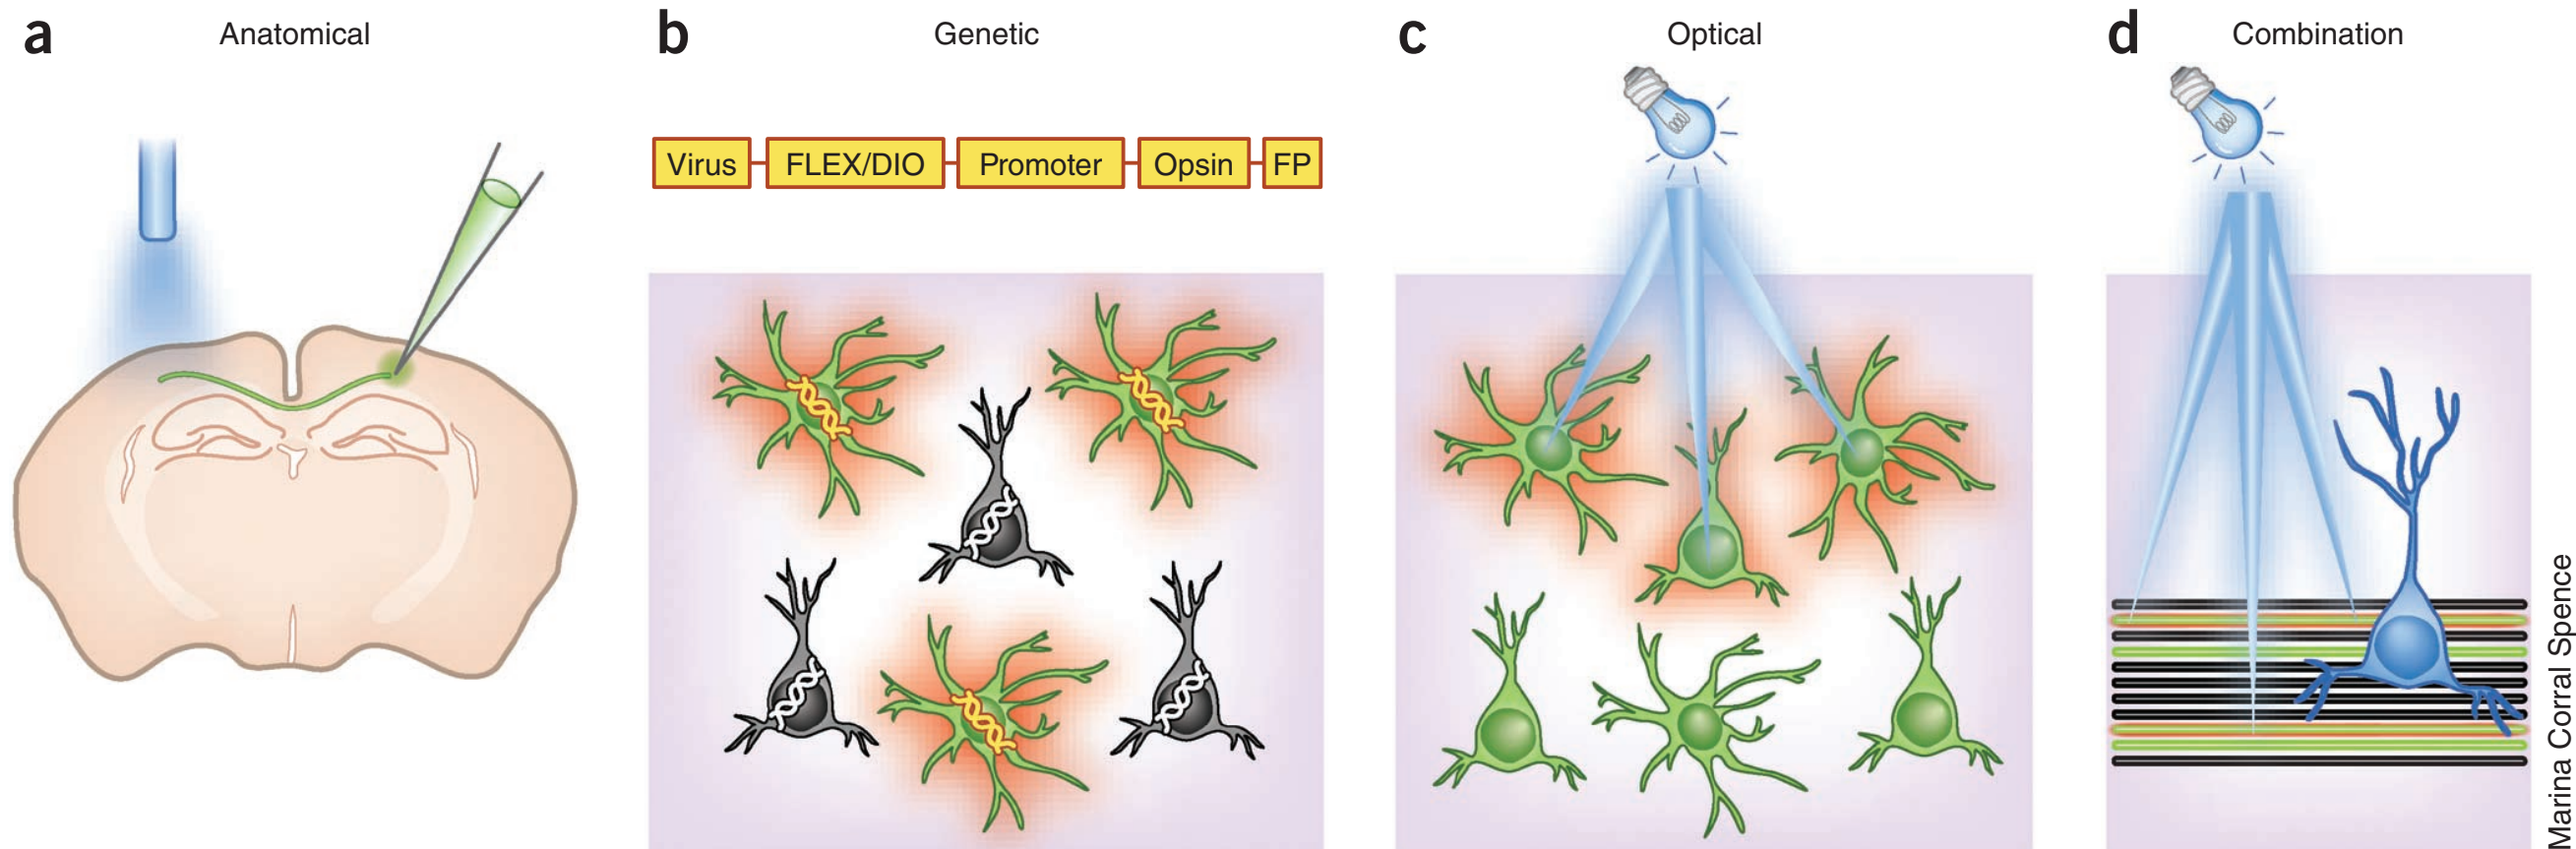 a Anatomical
b Genetic
c Optical
d Combination
Virus FLEX/DIO Promoter Opsin FP
Marina Corral Spence